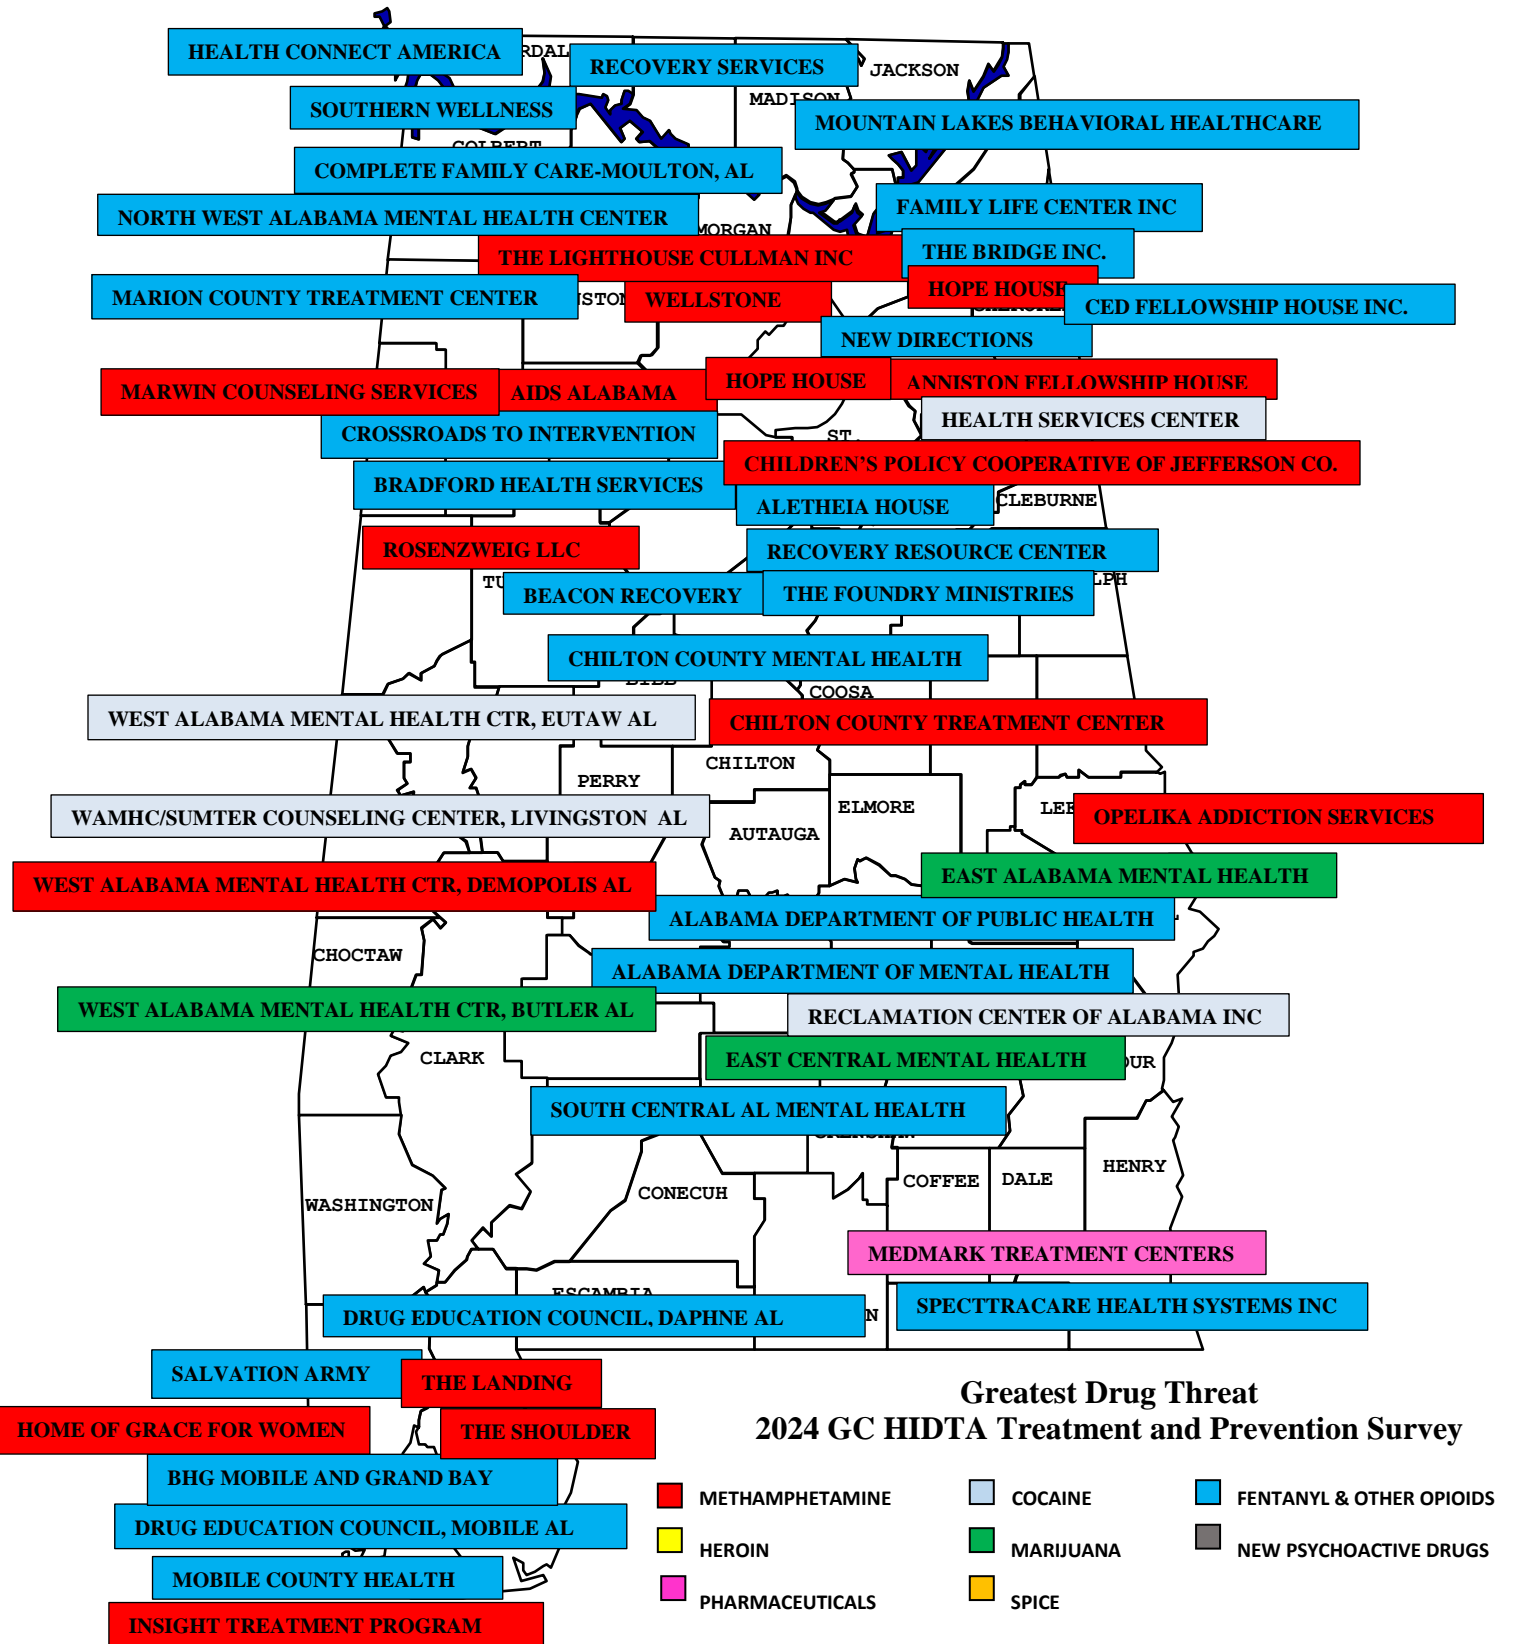 HEALTH CONNECT AMERICA
RDAL
RECOVERY SERVICES
JACKSON
MADISON
SOUTHERN WELLNESS
MOUNTAIN LAKES BEHAVIORAL HEALTHCARE
COLBERT
COMPLETE FAMILY CARE-MOULTON, AL
NORTH WEST ALABAMA MENTAL HEALTH CENTER
FAMILY LIFE CENTER INC
MORGAN
THE LIGHTHOUSE CULLMAN INC
THE BRIDGE INC.
MARION COUNTY TREATMENT CENTER
STON
WELLSTONE
HOPE HOUSE
CED FELLOWSHIP HOUSE INC.
NEW DIRECTIONS
MARWIN COUNSELING SERVICES
AIDS ALABAMA
HOPE HOUSE
ANNISTON FELLOWSHIP HOUSE
HEALTH SERVICES CENTER
CROSSROADS TO INTERVENTION
ST.
CHILDREN'S POLICY COOPERATIVE OF JEFFERSON CO.
BRADFORD HEALTH SERVICES
ALETHEIA HOUSE
CLEBURNE
ROSENZWEIG LLC
RECOVERY RESOURCE CENTER
TU
LPH
BEACON RECOVERY
THE FOUNDRY MINISTRIES
CHILTON COUNTY MENTAL HEALTH
COOSA
WEST ALABAMA MENTAL HEALTH CTR, EUTAW AL
CHILTON COUNTY TREATMENT CENTER
CHILTON
PERRY
ELMORE
LEE
WAMHC/SUMTER COUNSELING CENTER, LIVINGSTON AL
OPELIKA ADDICTION SERVICES
AUTAUGA
WEST ALABAMA MENTAL HEALTH CTR, DEMOPOLIS AL
EAST ALABAMA MENTAL HEALTH
ALABAMA DEPARTMENT OF PUBLIC HEALTH
CHOCTAW
ALABAMA DEPARTMENT OF MENTAL HEALTH
WEST ALABAMA MENTAL HEALTH CTR, BUTLER AL
RECLAMATION CENTER OF ALABAMA INC
CLARK
EAST CENTRAL MENTAL HEALTH
OUR
SOUTH CENTRAL AL MENTAL HEALTH
HENRY
COFFEE
DALE
CONECUH
WASHINGTON
MEDMARK TREATMENT CENTERS
ESCAMBIA
DRUG EDUCATION COUNCIL, DAPHNE AL
N
SPECTTRACARE HEALTH SYSTEMS INC
SALVATION ARMY
THE LANDING
HOME OF GRACE FOR WOMEN
THE SHOULDER
BHG MOBILE AND GRAND BAY
DRUG EDUCATION COUNCIL, MOBILE AL
MOBILE COUNTY HEALTH
INSIGHT TREATMENT PROGRAM
Greatest Drug Threat
2024 GC HIDTA Treatment and Prevention Survey
METHAMPHETAMINE
COCAINE
FENTANYL & OTHER OPIOIDS
HEROIN
MARIJUANA
NEW PSYCHOACTIVE DRUGS
PHARMACEUTICALS
SPICE